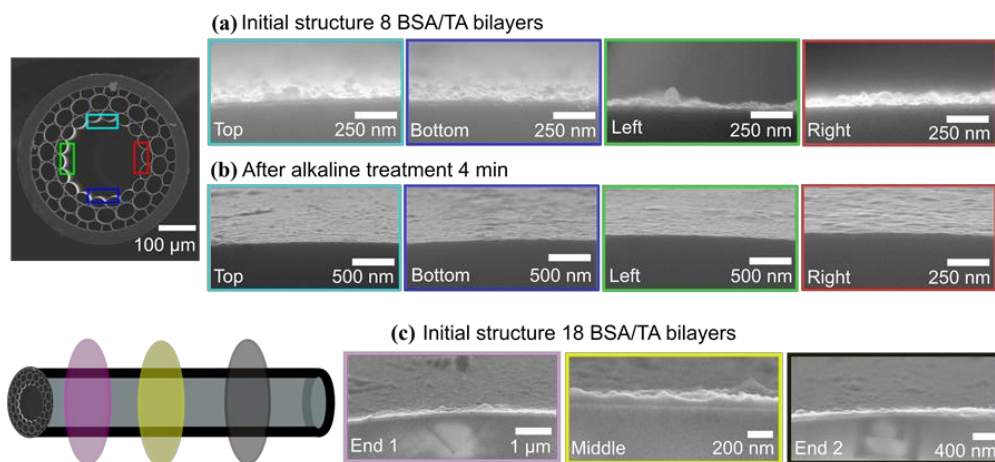 (a) Initial structure 8 BSA/TA bilayers
Top
250 nm
Bottom
250 nm
Left
250 nm
Right
250 nm
100 µm
(b) After alkaline treatment 4 min
Top
500 nm
Bottom
500 nm
Left
500 nm
Right
250 nm
(c) Initial structure 18 BSA/TA bilayers
End 1
1 µm
Middle
200 nm
End 2
400 nm